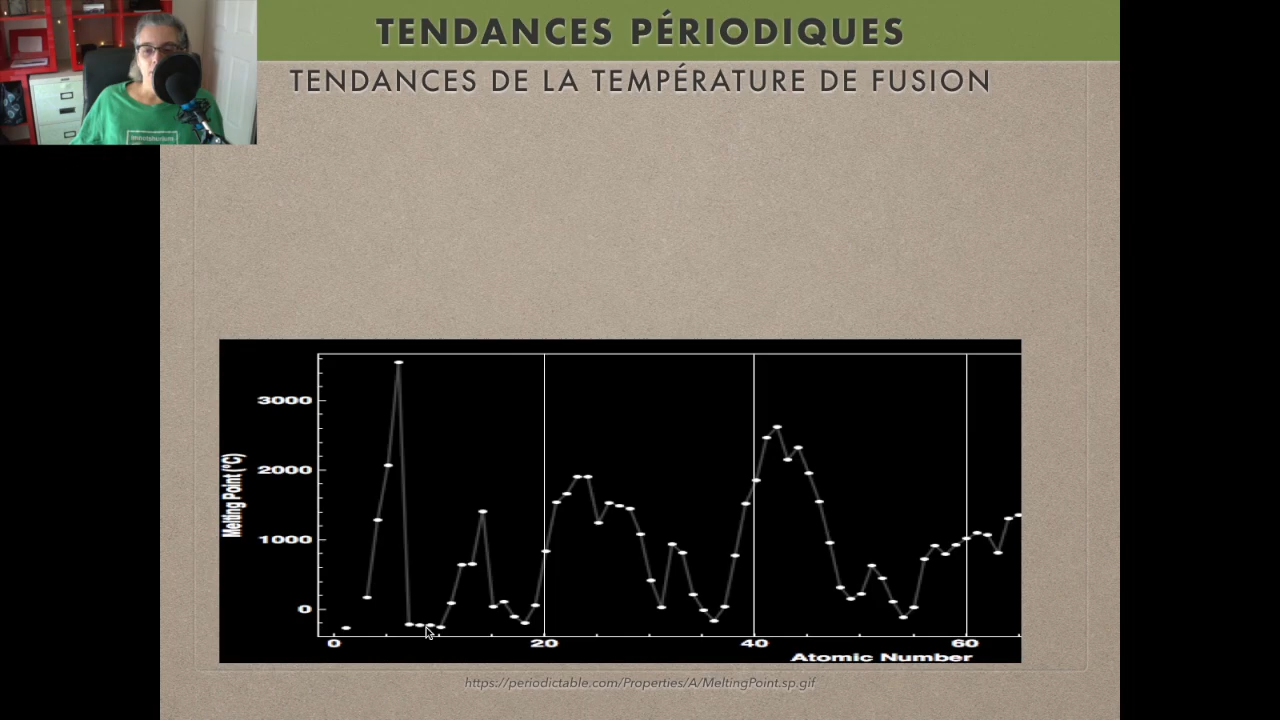 TENDANCES PÉRIODIQUES
TENDANCES DE LA TEMPÉRATURE DE FUSION
3000
2000
1000
0
Melting Point (°C)
0 20 40 60
Atomic Number
https://periodictable.com/Properties/A/MeltingPoint.sp.gif